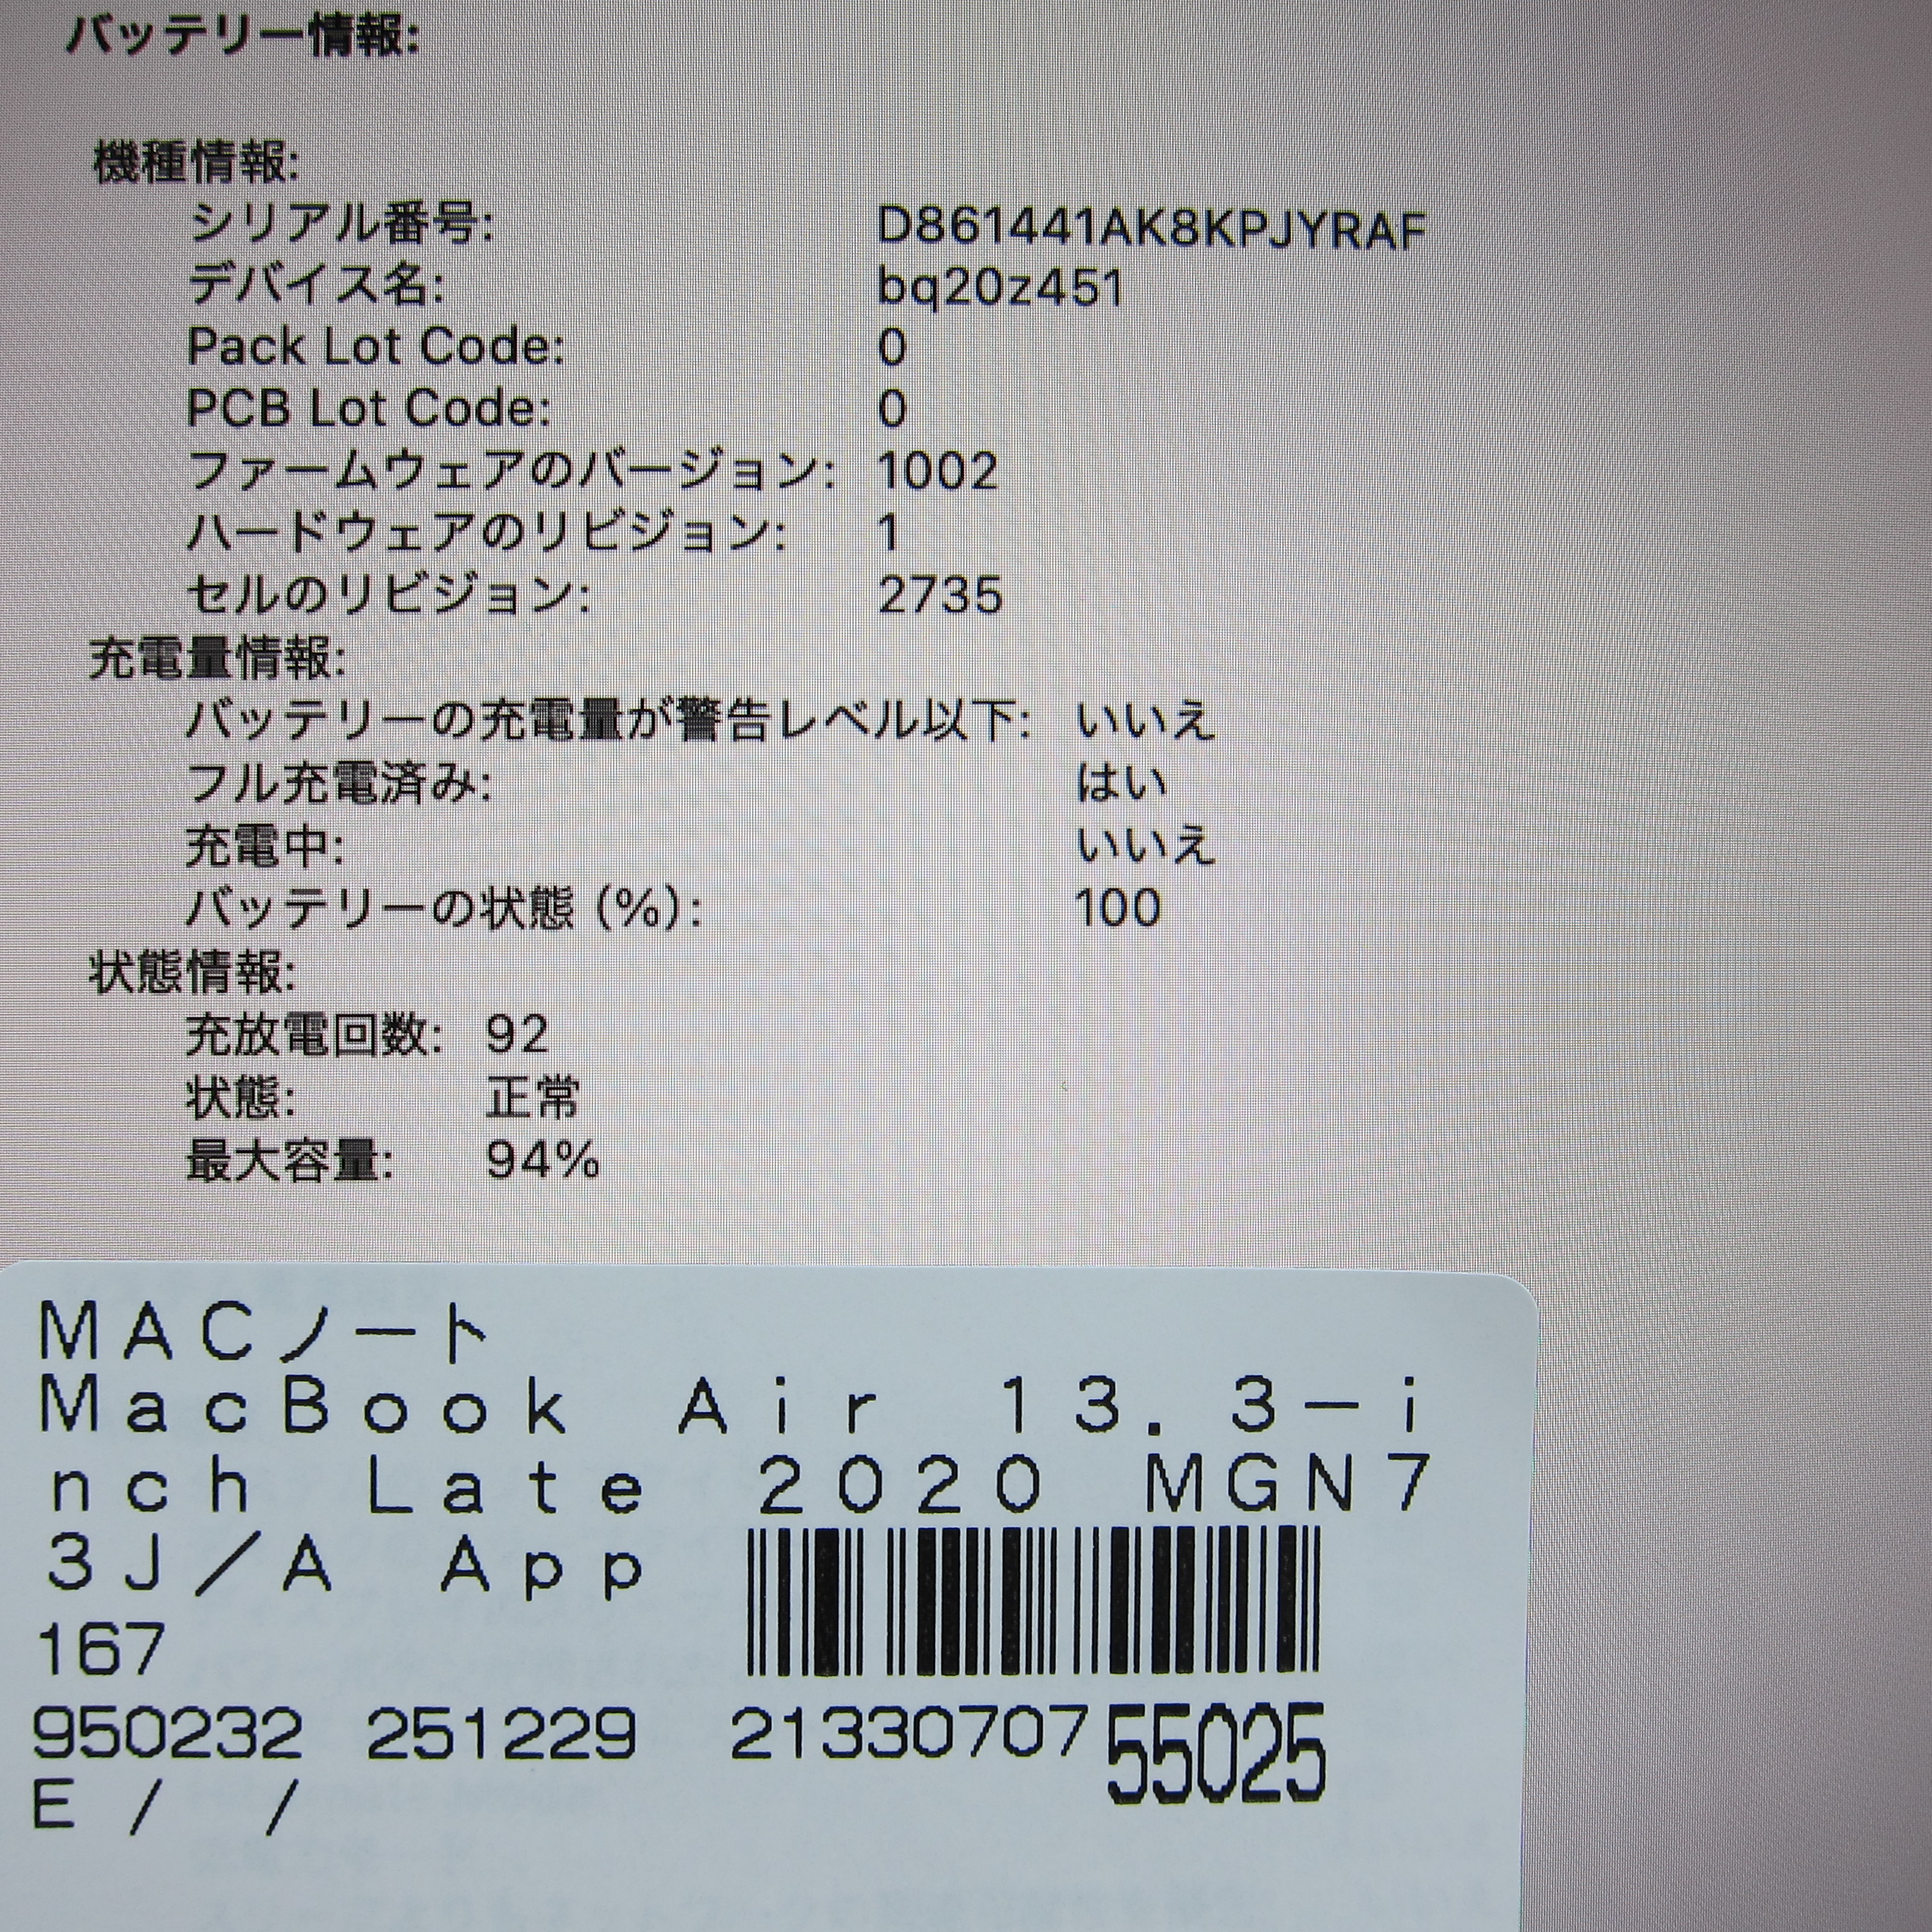 バッテリー情報:
機種情報:
シリアル番号: D861441AK8KPJYRAF
デバイス名: bq20z451
Pack Lot Code: 0
PCB Lot Code: 0
ファームウェアのバージョン: 1002
ハードウェアのリビジョン: 1
セルのリビジョン: 2735
充電量情報:
バッテリーの充電量が警告レベル以下: いいえ
フル充電済み: はい
充電中: いいえ
バッテリーの状態 (%): 100
状態情報:
充放電回数: 92
状態: 正常
最大容量: 94%
MACノート
MacBook Air 13.3-i
nch Late 2020 MGN7
3J/A App
167
950232 251229 2133070755025
E / /